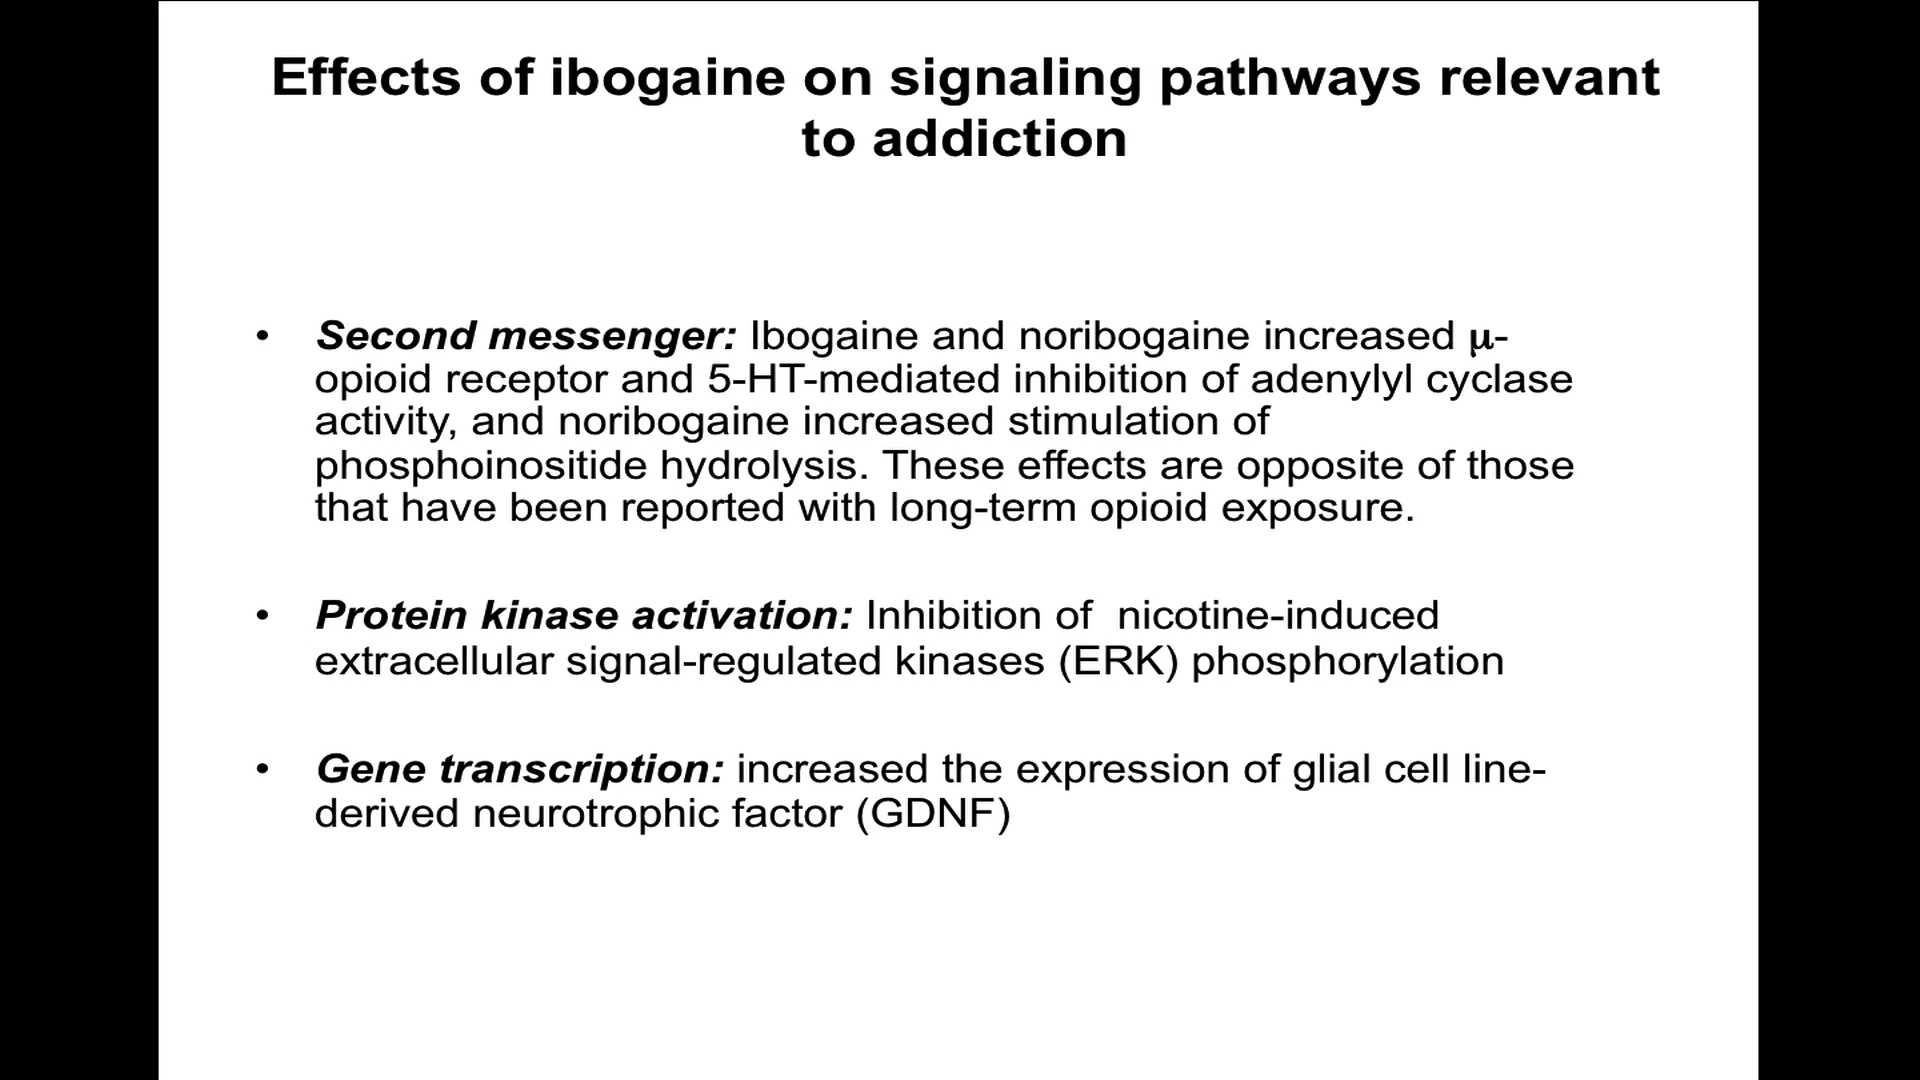 Effects of ibogaine on signaling pathways relevant
to addiction
• Second messenger: Ibogaine and noribogaine increased μ-
opioid receptor and 5-HT-mediated inhibition of adenylyl cyclase
activity, and noribogaine increased stimulation of
phosphoinositide hydrolysis. These effects are opposite of those
that have been reported with long-term opioid exposure.
• Protein kinase activation: Inhibition of  nicotine-induced
extracellular signal-regulated kinases (ERK) phosphorylation
• Gene transcription: increased the expression of glial cell line-
derived neurotrophic factor (GDNF)